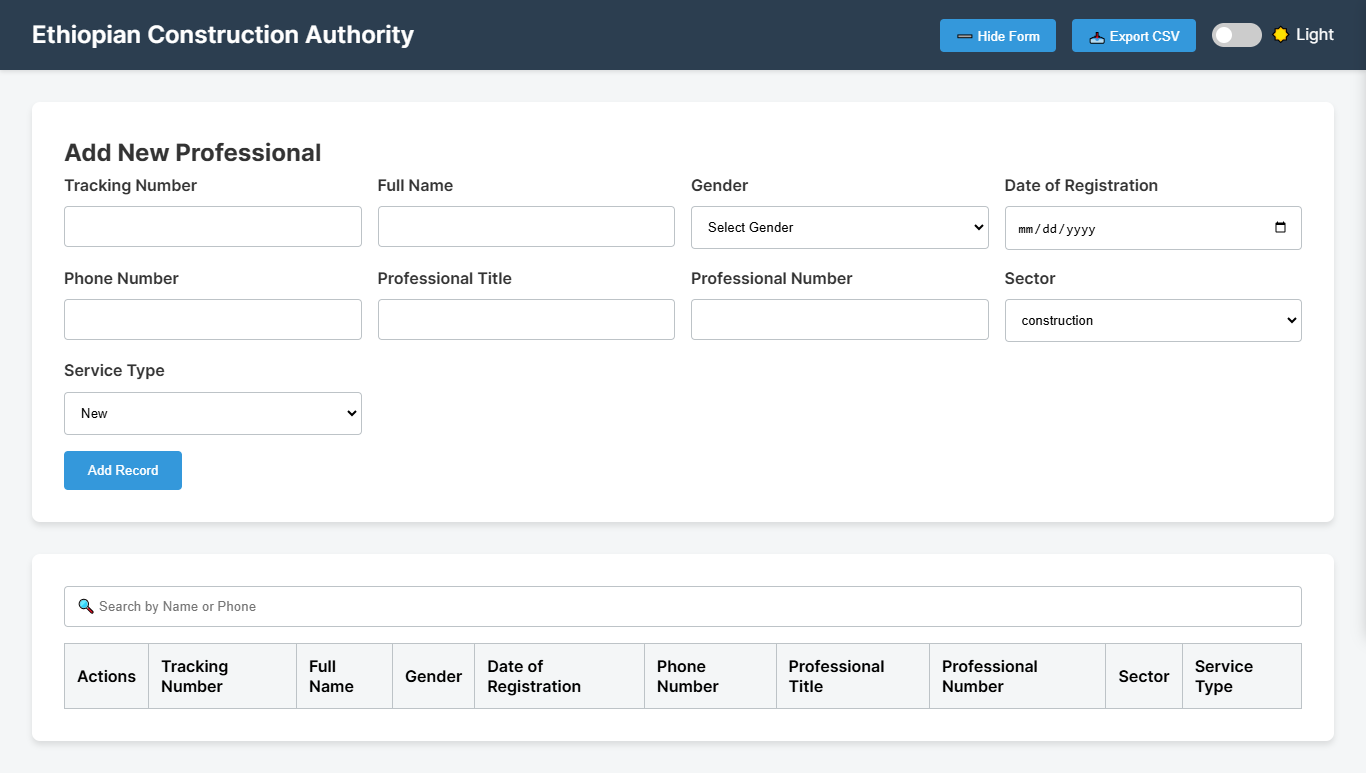 Ethiopian Construction Authority
➖ Hide Form
📥 Export CSV
🌞 Light
Add New Professional
Tracking Number
Full Name
Gender
Date of Registration
Select Gender
mm/dd/yyyy
Phone Number
Professional Title
Professional Number
Sector
construction
Service Type
New
Add Record
🔍 Search by Name or Phone
Actions
Tracking
Number
Full
Name
Gender
Date of
Registration
Phone
Number
Professional
Title
Professional
Number
Sector
Service
Type